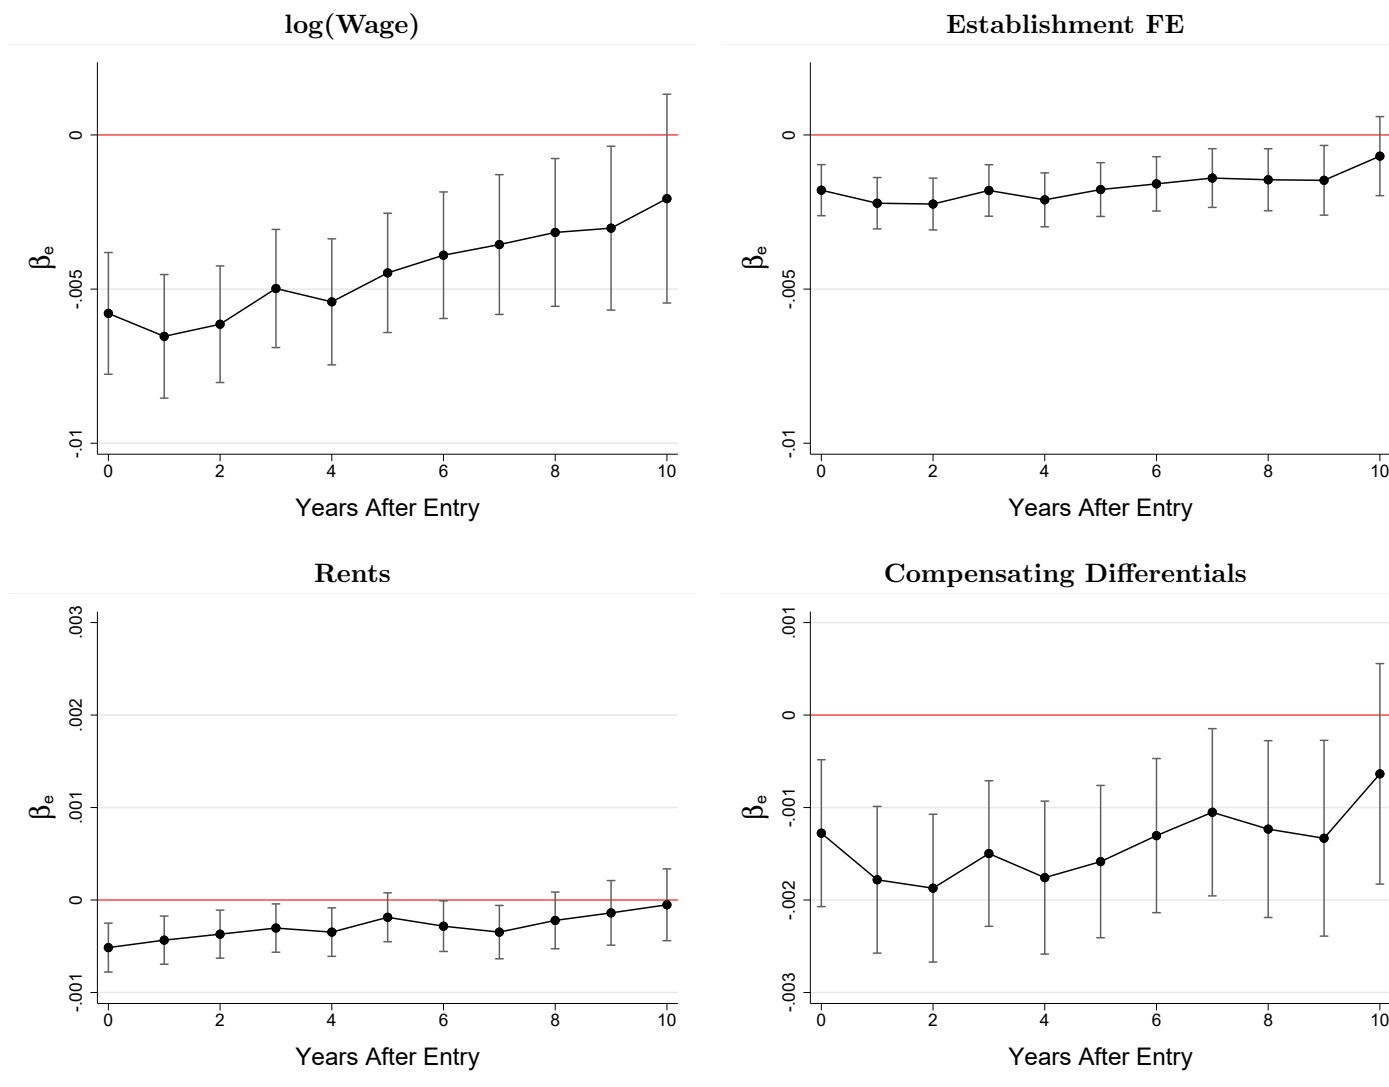 log(Wage)
0
-.005
-.01
βe
0 2 4 6 8 10
Years After Entry
Establishment FE
0
-.005
-.01
βe
0 2 4 6 8 10
Years After Entry
Rents
.003
.002
.001
0
-.001
βe
0 2 4 6 8 10
Years After Entry
Compensating Differentials
.001
0
-.001
-.002
-.003
βe
0 2 4 6 8 10
Years After Entry